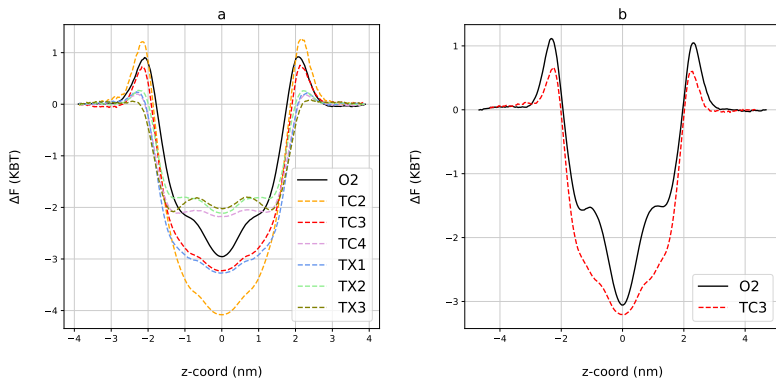 a
ΔF (KBT)
1
0
−1
−2
−3
−4
−4
−3
−2
−1
0
1
2
3
4
z-coord (nm)
O2
TC2
TC3
TC4
TX1
TX2
TX3
b
ΔF (KBT)
1
0
−1
−2
−3
−4
−2
0
2
4
z-coord (nm)
O2
TC3